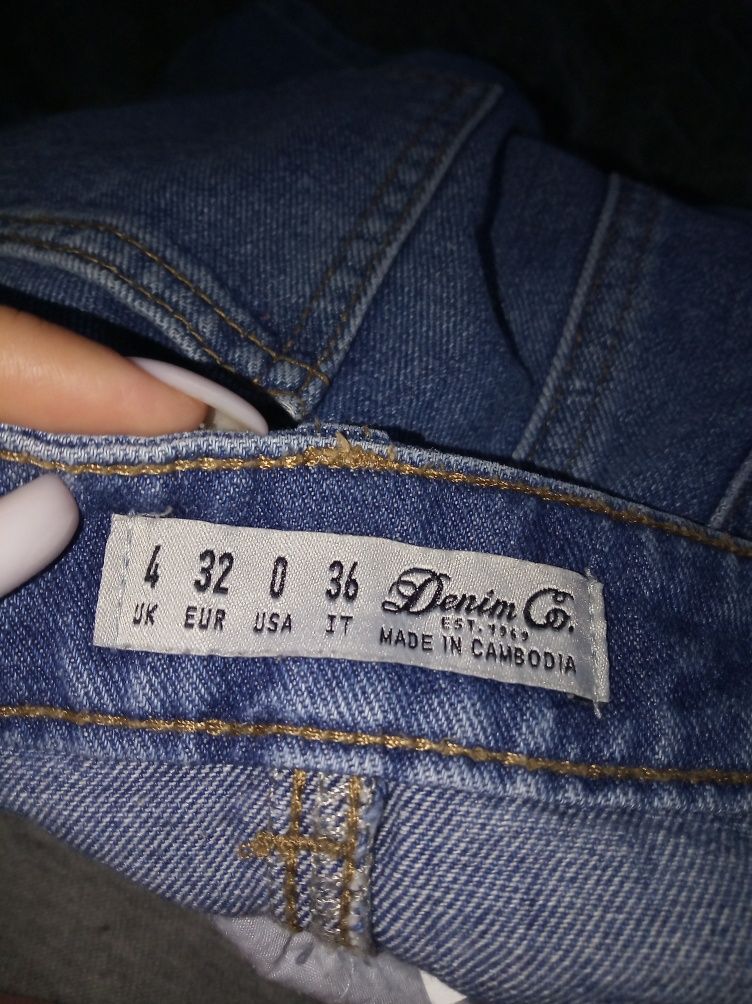 4 32 0 36
UK EUR USA IT
Denim Co.
EST. 1969
MADE IN CAMBODIA